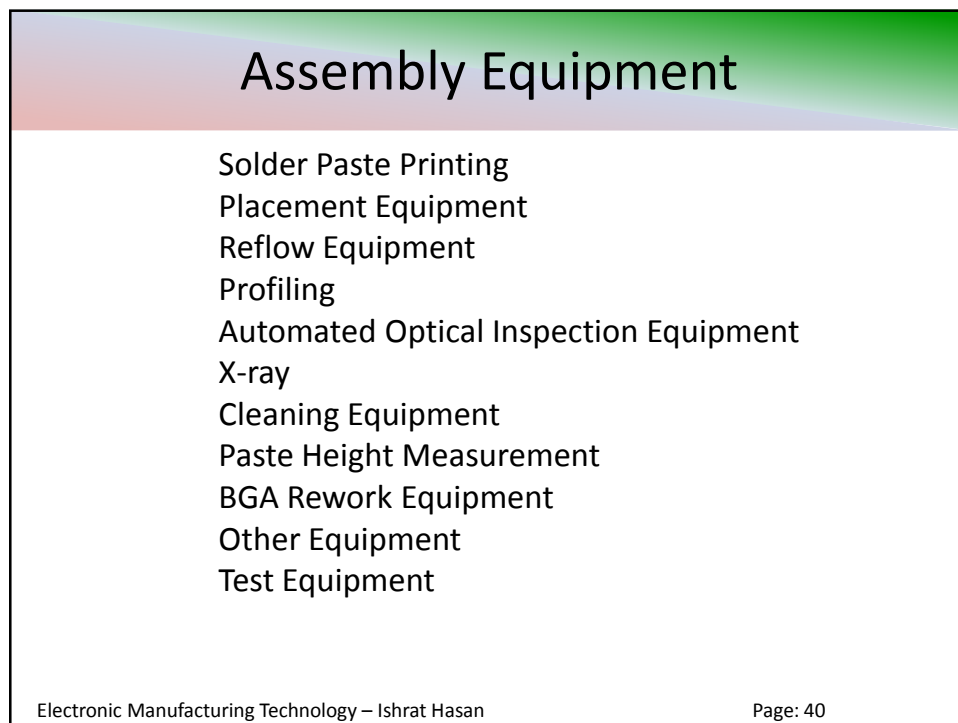 Assembly Equipment
Solder Paste Printing
Placement Equipment
Reflow Equipment
Profiling
Automated Optical Inspection Equipment
X-ray
Cleaning Equipment
Paste Height Measurement
BGA Rework Equipment
Other Equipment
Test Equipment
Electronic Manufacturing Technology – Ishrat Hasan Page: 40